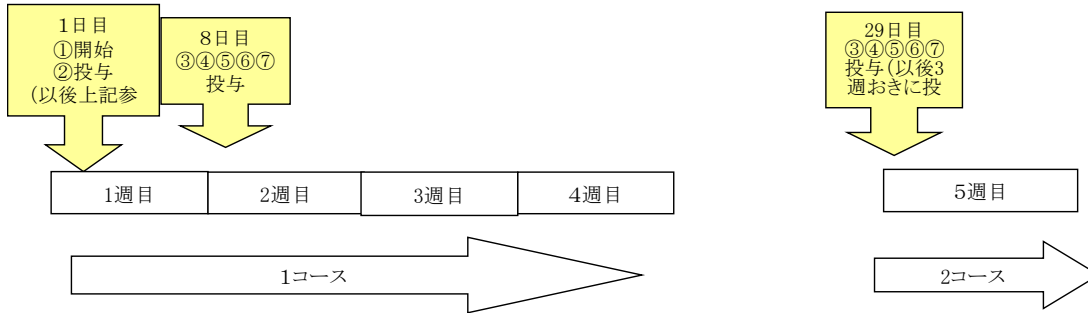 1日目
①開始
②投与
(以後上記参
8日目
③④⑤⑥⑦
投与
29日目
③④⑤⑥⑦
投与(以後3
週おきに投
1週目
2週目
3週目
4週目
5週目
1コース
2コース